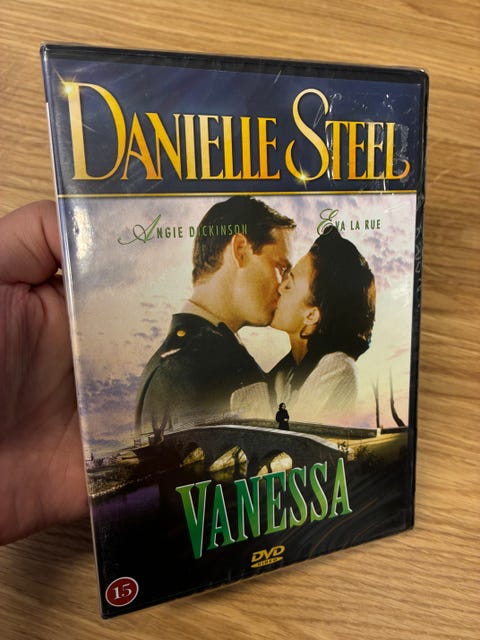 DANIELLE STEEL
ANGIE DICKINSON EVA LA RUE
VANESSA
DVD
VIDEO
15